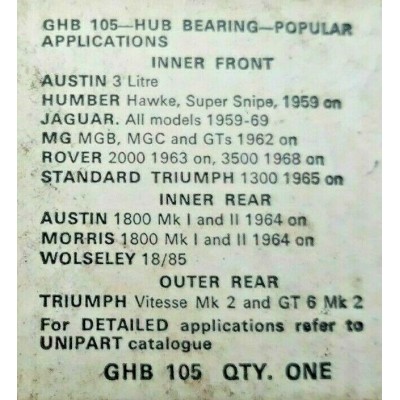 GHB 105—HUB BEARING—POPULAR
APPLICATIONS
INNER FRONT
AUSTIN 3 Litre
HUMBER Hawke, Super Snipe, 1959 on
JAGUAR. All models 1959-69
MG MGB, MGC and GTs 1962 on
ROVER 2000 1963 on, 3500 1968 on
STANDARD TRIUMPH 1300 1965 on
INNER REAR
AUSTIN 1800 Mk I and II 1964 on
MORRIS 1800 Mk I and II 1964 on
WOLSELEY 18/85
OUTER REAR
TRIUMPH Vitesse Mk 2 and GT 6 Mk 2
For DETAILED applications refer to
UNIPART catalogue
GHB 105 QTY. ONE